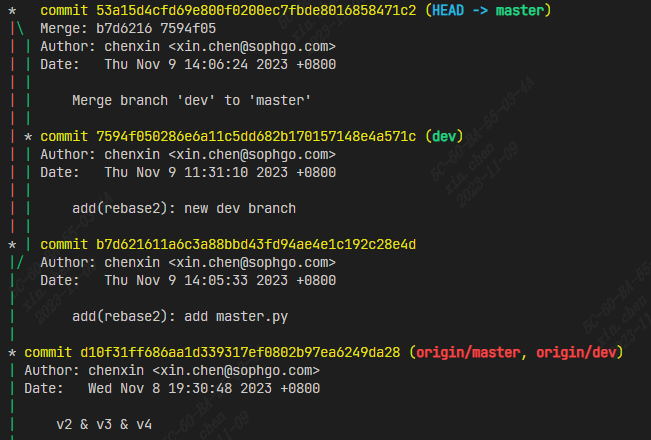 * commit 53a15d4cfd69e800f0200ec7fbde8016858471c2 (HEAD -> master)
|\ Merge: b7d6216 7594f05
| | Author: chenxin <xin.chen@sophgo.com>
| | Date: Thu Nov 9 14:06:24 2023 +0800
| |
| | Merge branch 'dev' to 'master'
| |
| * commit 7594f050286e6a11c5dd682b170157148e4a571c (dev)
| | Author: chenxin <xin.chen@sophgo.com>
| | Date: Thu Nov 9 11:31:10 2023 +0800
| |
| | add(rebase2): new dev branch
| |
* | commit b7d621611a6c3a88bbd43fd94ae4e1c192c28e4d
|/ Author: chenxin <xin.chen@sophgo.com>
| Date: Thu Nov 9 14:05:33 2023 +0800
|
| add(rebase2): add master.py
|
* commit d10f31ff686aa1d339317ef0802b97ea6249da28 (origin/master, origin/dev)
| Author: chenxin <xin.chen@sophgo.com>
| Date: Wed Nov 8 19:30:48 2023 +0800
|
| v2 & v3 & v4
|